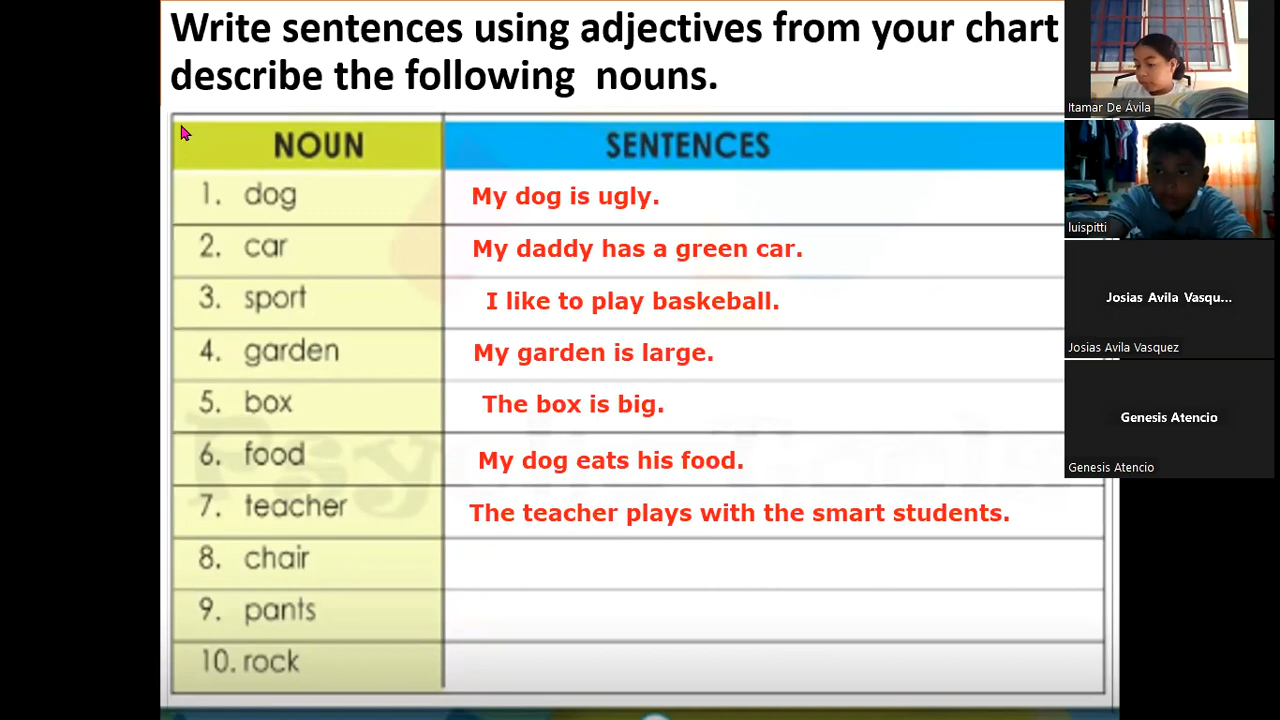 Write sentences using adjectives from your chart
describe the following nouns.
NOUN SENTENCES
1. dog My dog is ugly.
2. car My daddy has a green car.
3. sport I like to play baskeball.
4. garden My garden is large.
5. box The box is big.
6. food My dog eats his food.
7. teacher The teacher plays with the smart students.
8. chair
9. pants
10. rock
Itamar De Ávila
luispitti
Josias Avila Vasqu...
Josias Avila Vasquez
Genesis Atencio
Genesis Atencio